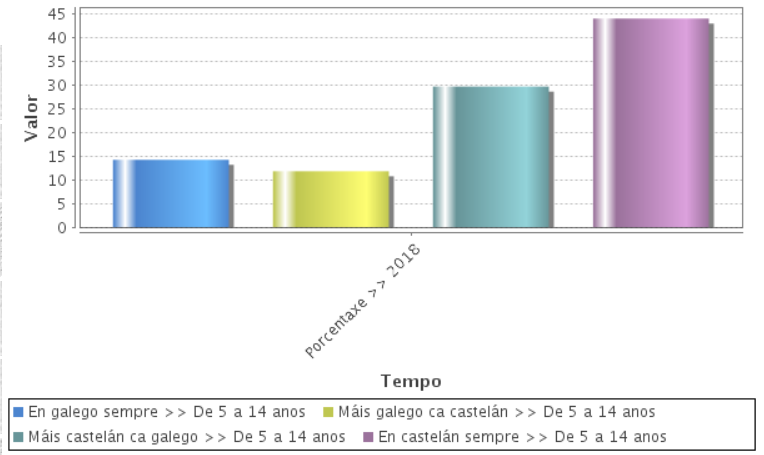 45
40
35
30
25
20
15
10
5
0
Valor
Porcentaxe >> 2018
Tempo
En galego sempre >> De 5 a 14 anos Máis galego ca castelán >> De 5 a 14 anos
Máis castelán ca galego >> De 5 a 14 anos En castelán sempre >> De 5 a 14 anos